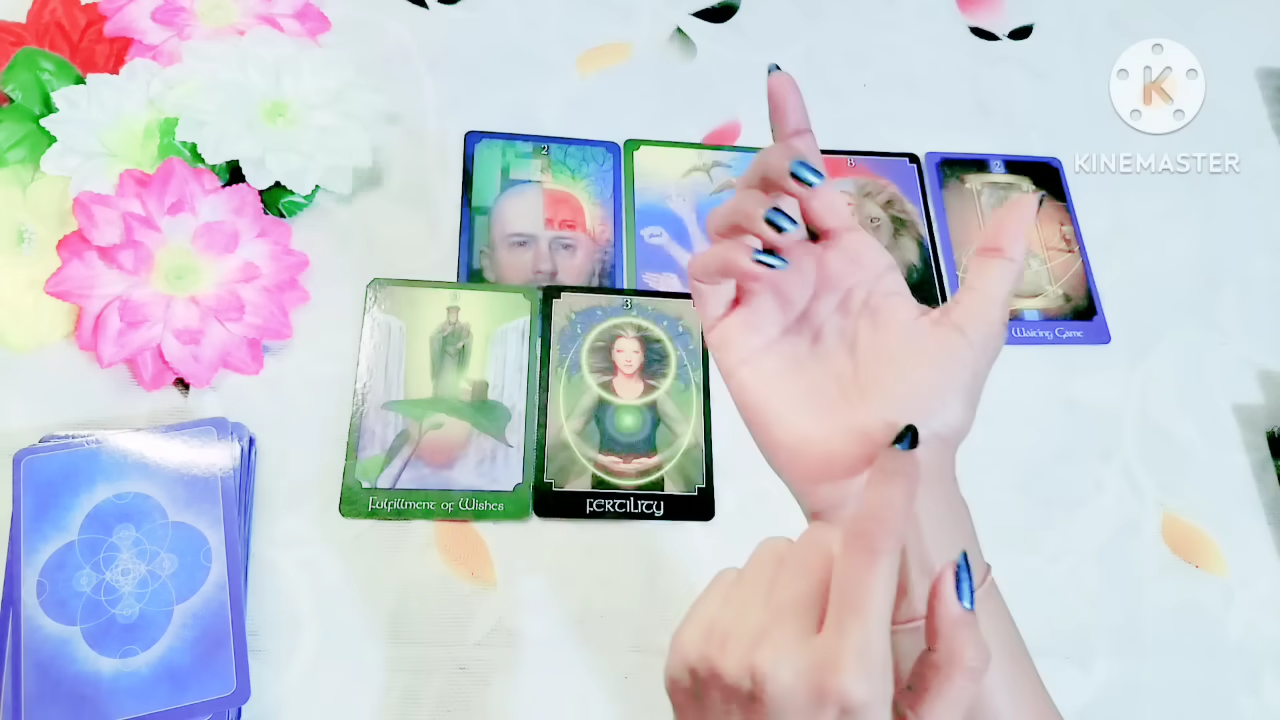 K
KINEMASTER
2
8
2
Waiting Game
3
Fulfillment of Wishes
FERTILITY